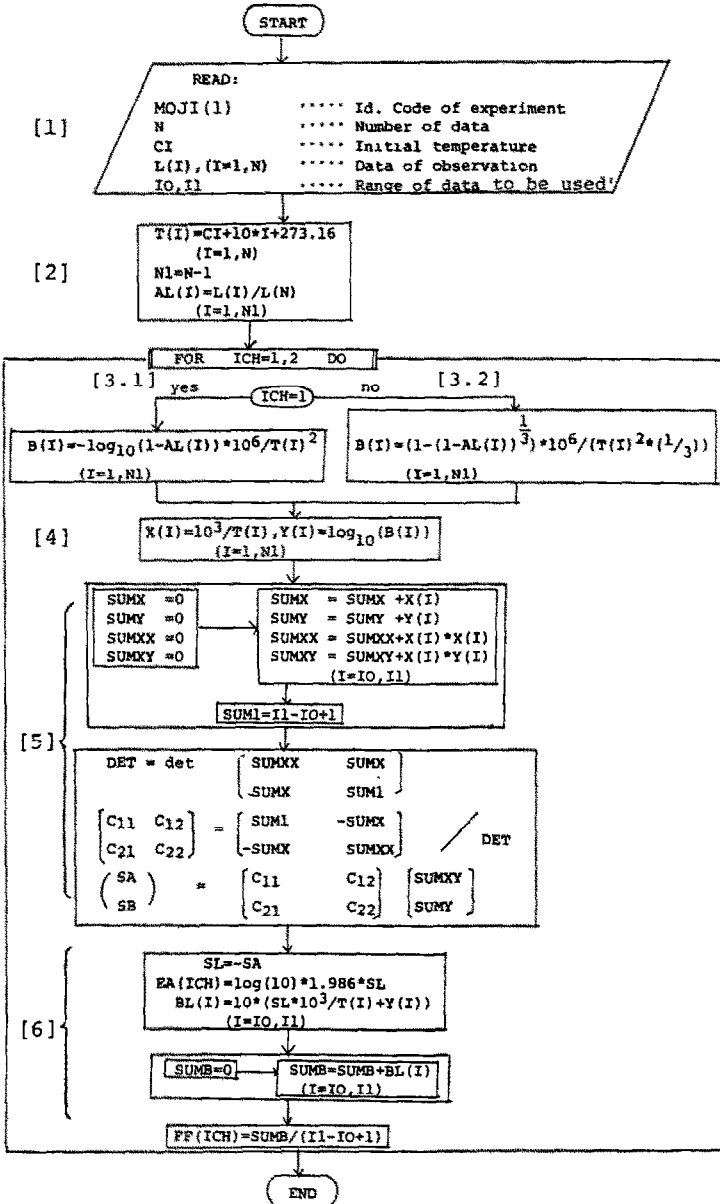 START
READ:
[1]
MOJI(1) ..... Id. Code of experiment
N ..... Number of data
CI ..... Initial temperature
L(I),(I=1,N) ..... Data of observation
IO,I1 ..... Range of data to be used
[2]
T(I)=CI+10*I+273.16
(I=1,N)
N1=N-1
AL(I)=L(I)/L(N)
(I=1,N1)
FOR ICH=1,2 DO
[3.1] yes ICH=1 no [3.2]
B(I)=-log10(1-AL(I))*10^6/T(I)^2
(I=1,N1)
B(I)=(1-(1-AL(I))^1/3)*10^6/(T(I)^2*(1/3))
(I=1,N1)
[4]
X(I)=10^3/T(I),Y(I)=log10(B(I))
(I=1,N1)
[5]
SUMX =0
SUMY =0
SUMXX =0
SUMXY =0
SUMX = SUMX +X(I)
SUMY = SUMY +Y(I)
SUMXX = SUMXX+X(I)*X(I)
SUMXY = SUMXY+X(I)*Y(I)
(I=IO,I1)
SUM1=I1-IO+1
DET = det SUMXX SUMX
SUMX SUM1
C11 C12 = SUM1 -SUMX / DET
C21 C22 -SUMX SUMXX
SA = C11 C12 SUMXY
SB C21 C22 SUMY
[6]
SL=-SA
EA(ICH)=log(10)*1.986*SL
BL(I)=10*(SL*10^3/T(I)+Y(I))
(I=IO,I1)
SUMB=0
SUMB=SUMB+BL(I)
(I=IO,I1)
FF(ICH)=SUMB/(I1-IO+1)
END